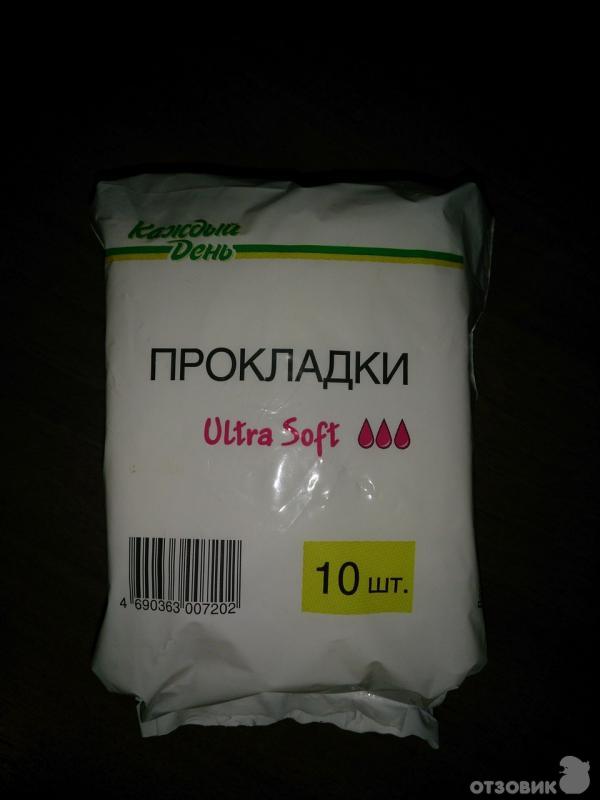 Каждый
День
ПРОКЛАДКИ
Ultra Soft
10 шт.
4 690363 007202
ОТЗОВИК